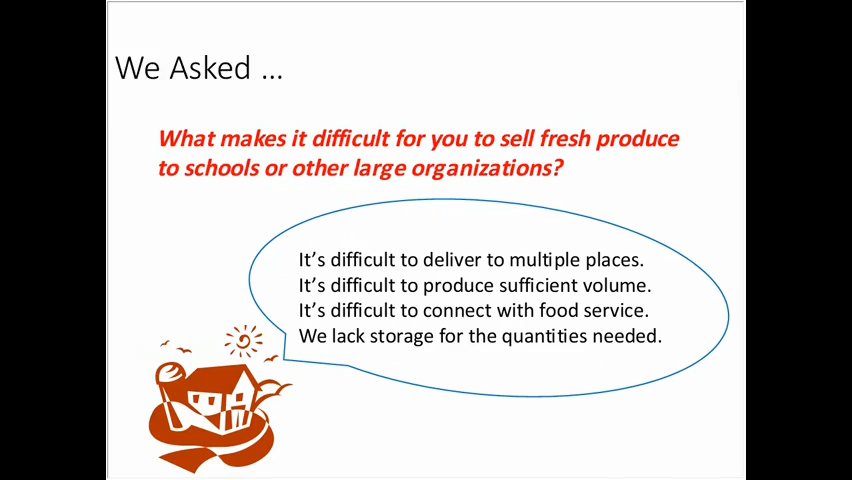 We Asked …
What makes it difficult for you to sell fresh produce
to schools or other large organizations?
It’s difficult to deliver to multiple places.
It’s difficult to produce sufficient volume.
It’s difficult to connect with food service.
We lack storage for the quantities needed.